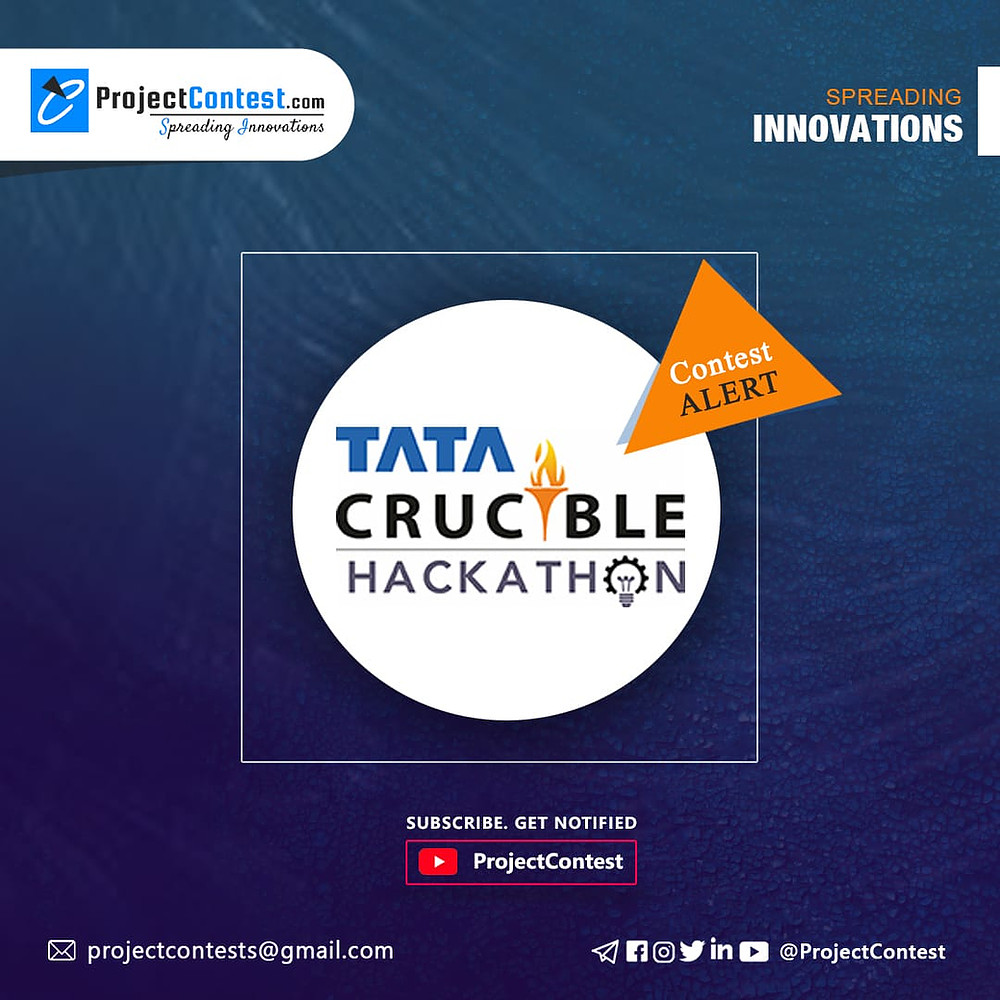 ProjectContest.com
Spreading Innovations
SPREADING
INNOVATIONS
Contest
ALERT
TATA
CRUCIBLE
HACKATHON
SUBSCRIBE. GET NOTIFIED
ProjectContest
projectcontests@gmail.com
@ProjectContest